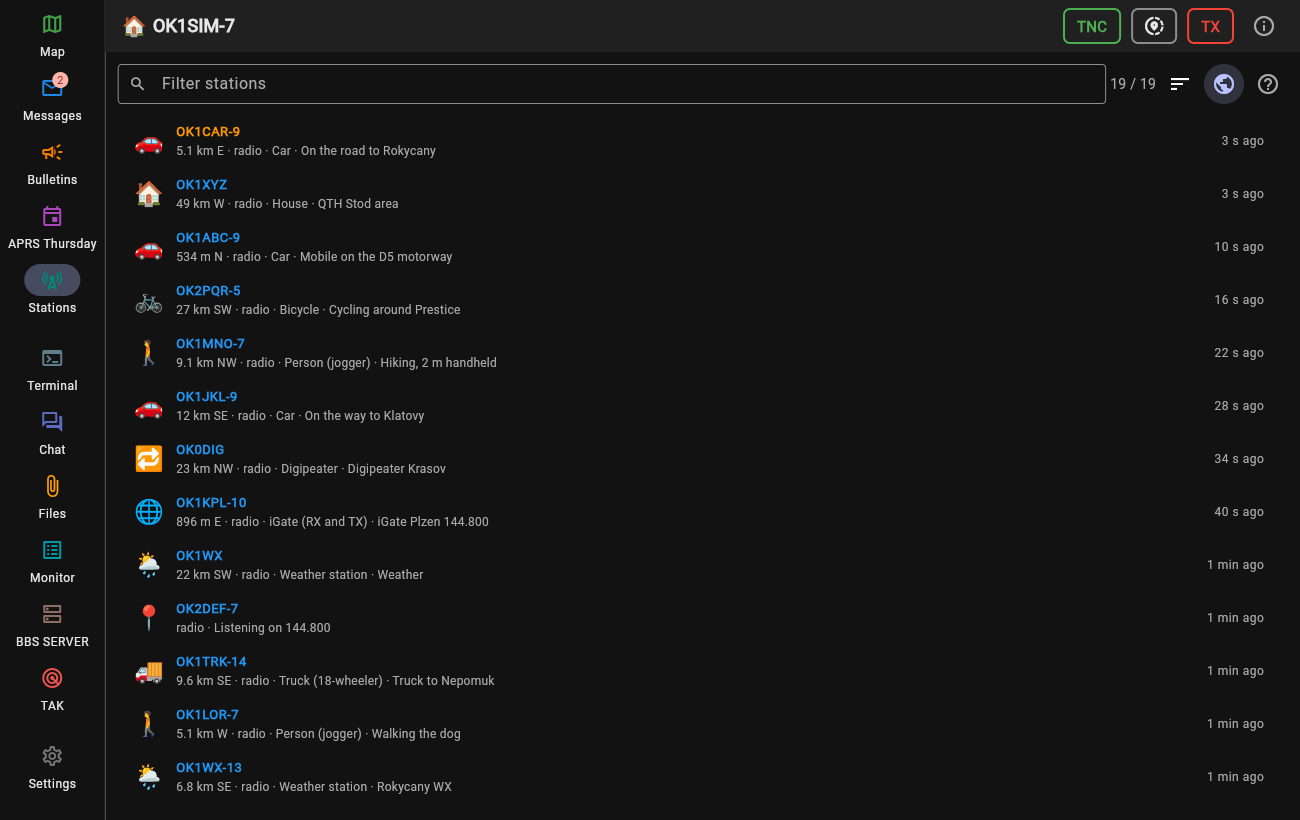 OK1SIM-7
TNC
TX
Map
2
Messages
Bulletins
APRS Thursday
Stations
Terminal
Chat
Files
Monitor
BBS SERVER
TAK
Settings
Filter stations
19 / 19
OK1CAR-9
5.1 km E · radio · Car · On the road to Rokycany
3 s ago
OK1XYZ
49 km W · radio · House · QTH Stod area
3 s ago
OK1ABC-9
534 m N · radio · Car · Mobile on the D5 motorway
10 s ago
OK2PQR-5
27 km SW · radio · Bicycle · Cycling around Prestice
16 s ago
OK1MNO-7
9.1 km NW · radio · Person (jogger) · Hiking, 2 m handheld
22 s ago
OK1JKL-9
12 km SE · radio · Car · On the way to Klatovy
28 s ago
OK0DIG
23 km NW · radio · Digipeater · Digipeater Krasov
34 s ago
OK1KPL-10
896 m E · radio · iGate (RX and TX) · iGate Plzen 144.800
40 s ago
OK1WX
22 km SW · radio · Weather station · Weather
1 min ago
OK2DEF-7
radio · Listening on 144.800
1 min ago
OK1TRK-14
9.6 km SE · radio · Truck (18-wheeler) · Truck to Nepomuk
1 min ago
OK1LOR-7
5.1 km W · radio · Person (jogger) · Walking the dog
1 min ago
OK1WX-13
6.8 km SE · radio · Weather station · Rokycany WX
1 min ago